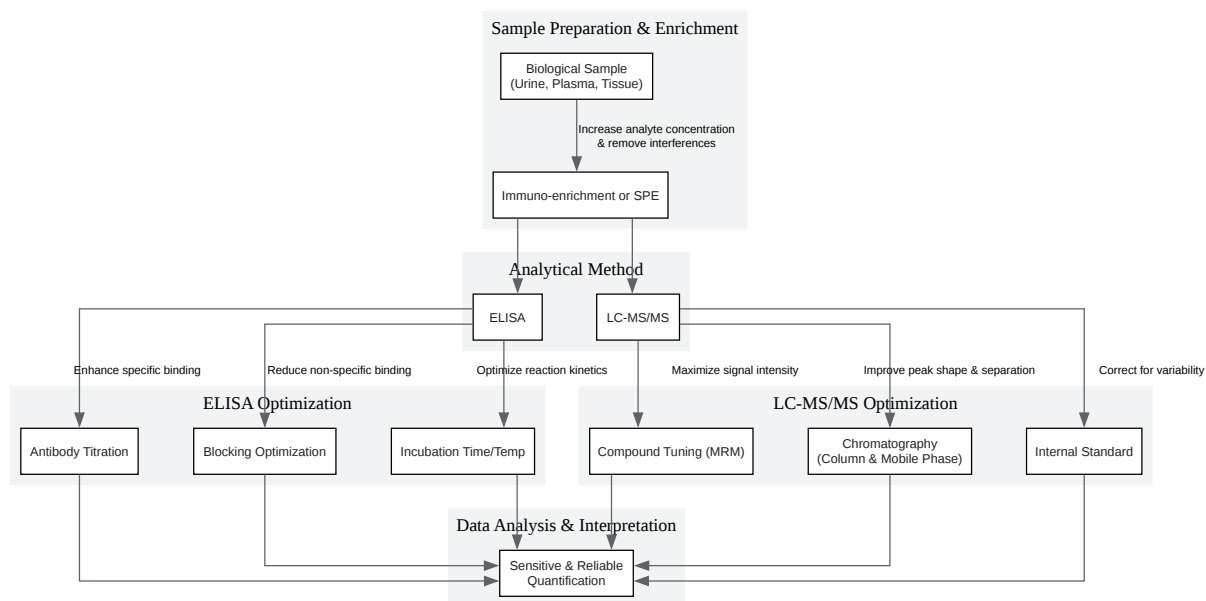 Sample Preparation & Enrichment
Biological Sample
(Urine, Plasma, Tissue)
Increase analyte concentration
& remove interferences
Immuno-enrichment or SPE
Analytical Method
ELISA
LC-MS/MS
Enhance specific binding
Reduce non-specific binding
Optimize reaction kinetics
Maximize signal intensity
Improve peak shape & separation
Correct for variability
ELISA Optimization
LC-MS/MS Optimization
Antibody Titration
Blocking Optimization
Incubation Time/Temp
Compound Tuning (MRM)
Chromatography
(Column & Mobile Phase)
Internal Standard
Data Analysis & Interpretation
Sensitive & Reliable
Quantification